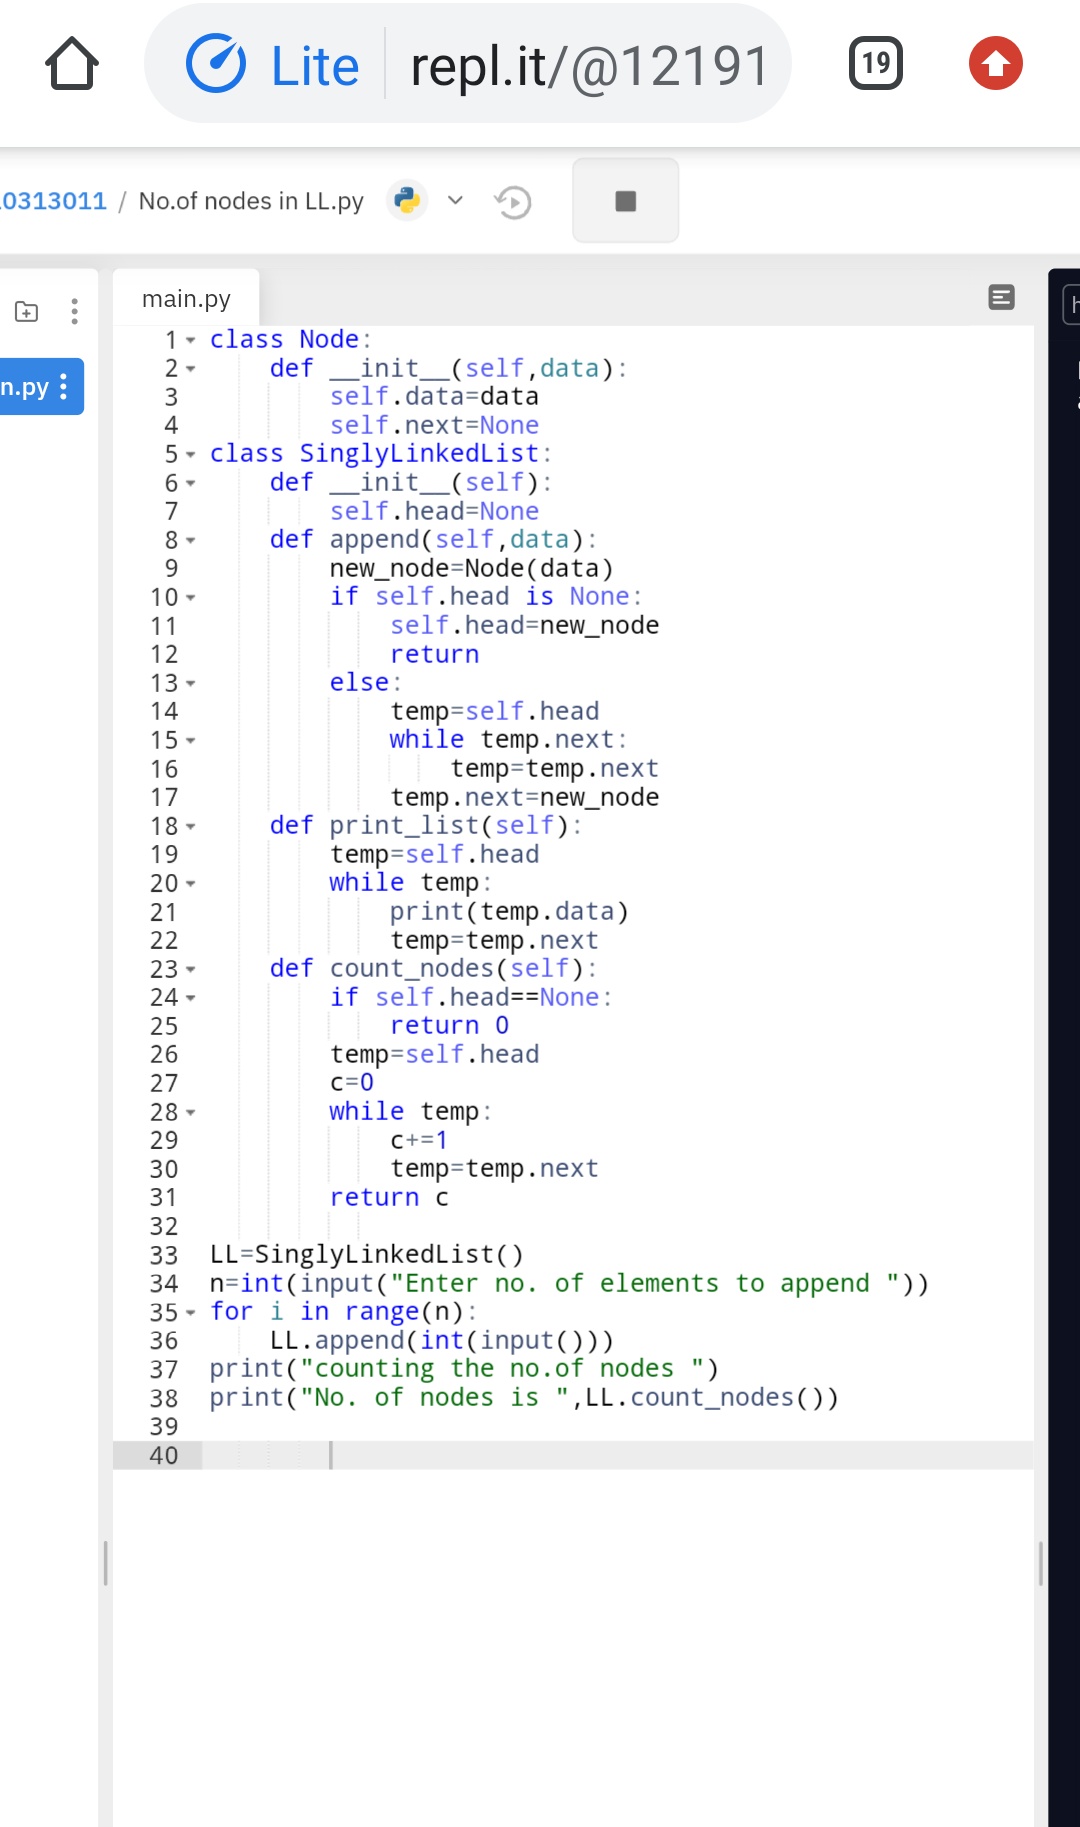 Lite repl.it/@12191 19
0313011 / No.of nodes in LL.py
main.py
n.py
1 class Node:
2     def __init__(self,data):
3         self.data=data
4         self.next=None
5 class SinglyLinkedList:
6     def __init__(self):
7         self.head=None
8     def append(self,data):
9         new_node=Node(data)
10         if self.head is None:
11             self.head=new_node
12             return
13         else:
14             temp=self.head
15             while temp.next:
16                 temp=temp.next
17             temp.next=new_node
18     def print_list(self):
19         temp=self.head
20         while temp:
21             print(temp.data)
22             temp=temp.next
23     def count_nodes(self):
24         if self.head==None:
25             return 0
26         temp=self.head
27         c=0
28         while temp:
29             c+=1
30             temp=temp.next
31         return c
32
33 LL=SinglyLinkedList()
34 n=int(input("Enter no. of elements to append "))
35 for i in range(n):
36     LL.append(int(input()))
37 print("counting the no.of nodes ")
38 print("No. of nodes is ",LL.count_nodes())
39
40